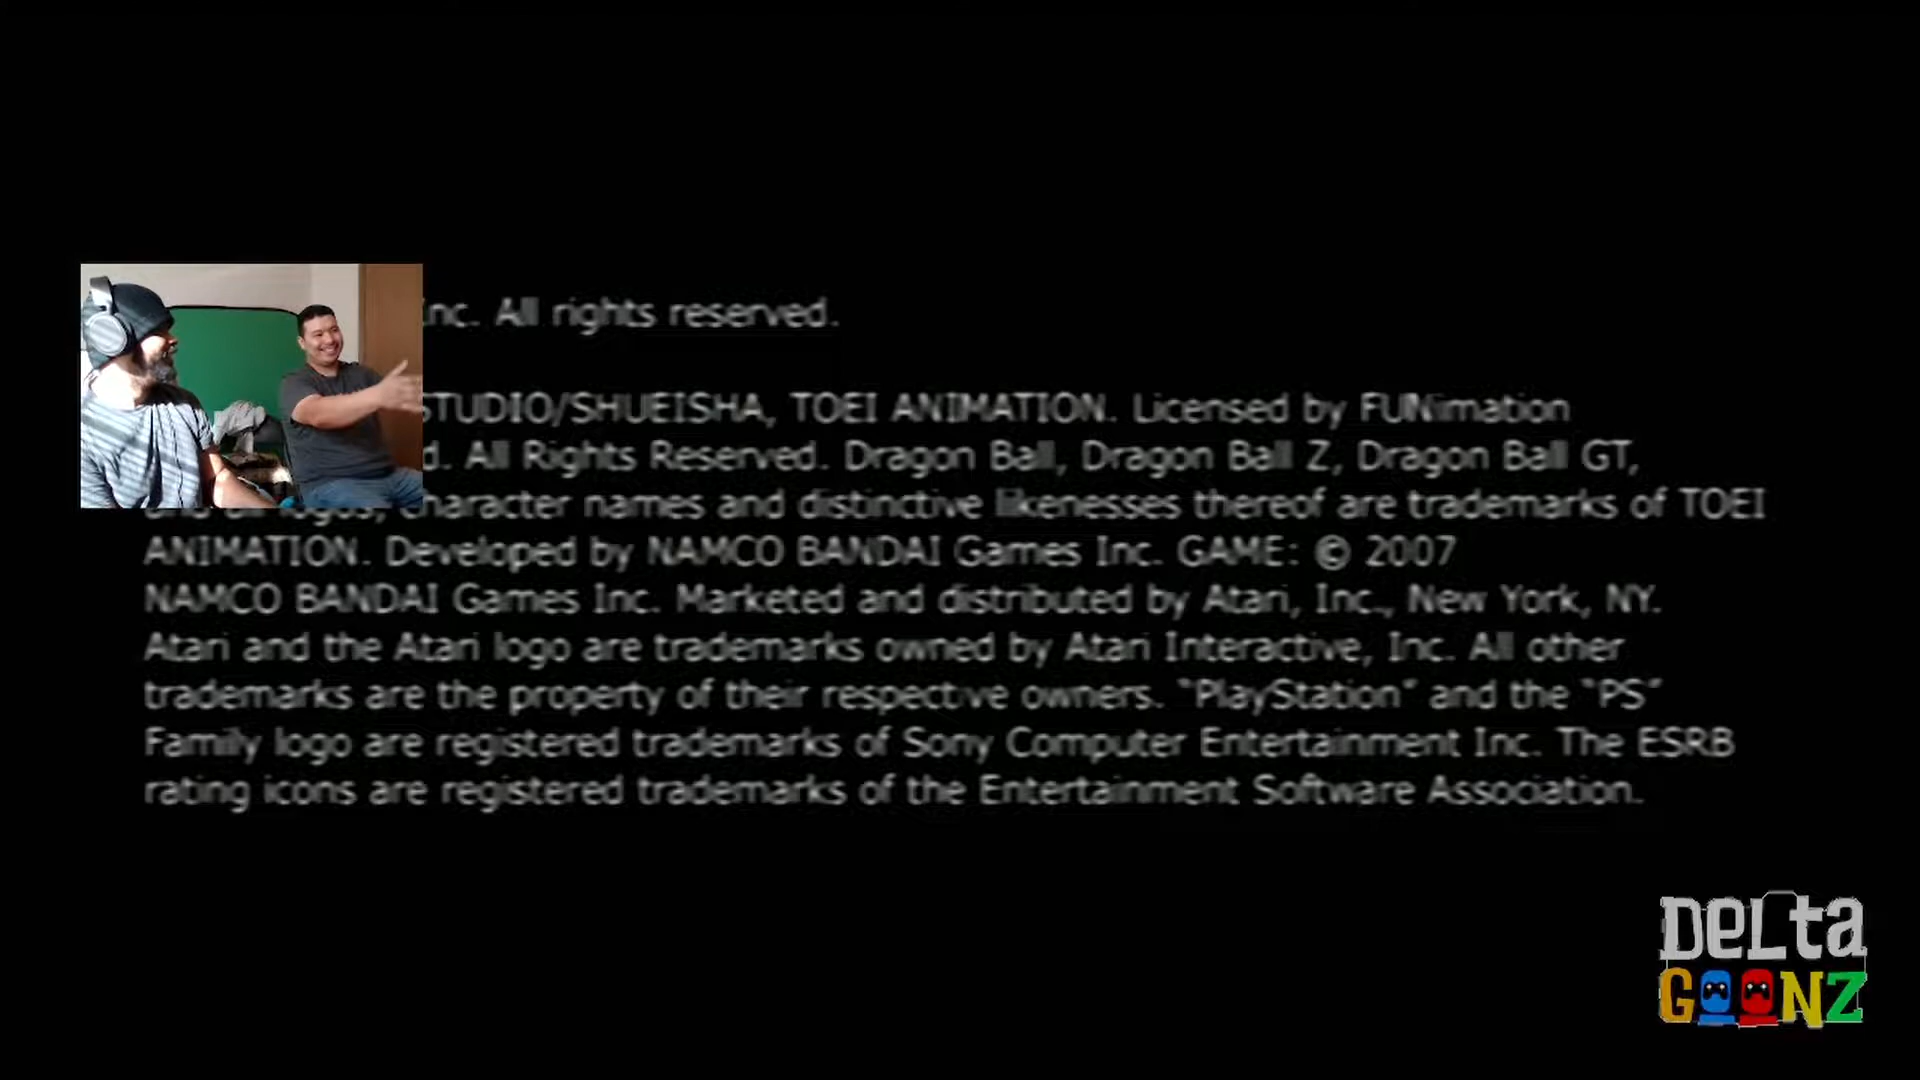 Inc. All rights reserved.
STUDIO/SHUEISHA, TOEI ANIMATION. Licensed by FUNimation
d. All Rights Reserved. Dragon Ball, Dragon Ball Z, Dragon Ball GT,
and all logos, character names and distinctive likenesses thereof are trademarks of TOEI
ANIMATION. Developed by NAMCO BANDAI Games Inc. GAME: © 2007
NAMCO BANDAI Games Inc. Marketed and distributed by Atari, Inc., New York, NY.
Atari and the Atari logo are trademarks owned by Atari Interactive, Inc. All other
trademarks are the property of their respective owners. “PlayStation” and the “PS”
Family logo are registered trademarks of Sony Computer Entertainment Inc. The ESRB
rating icons are registered trademarks of the Entertainment Software Association.
DeLta
GOONZ